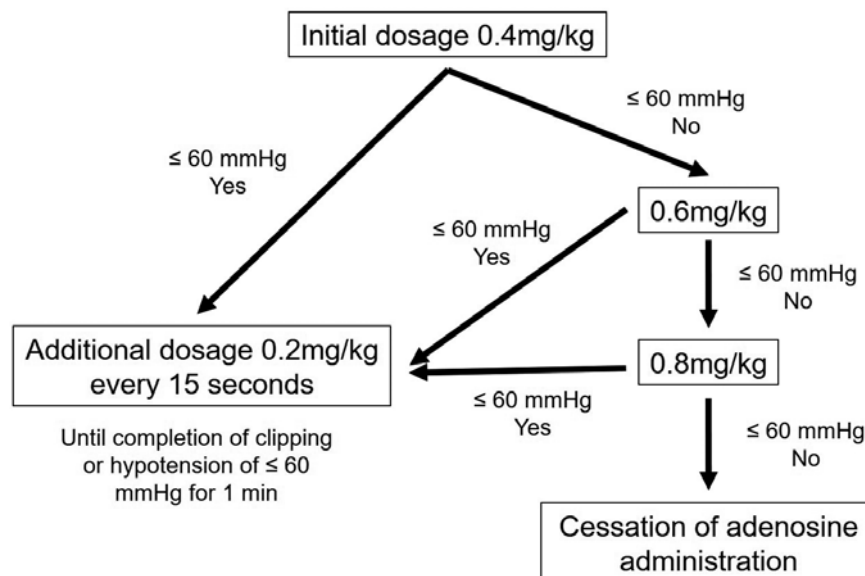 Initial dosage 0.4mg/kg
≤ 60 mmHg
No
≤ 60 mmHg
Yes
0.6mg/kg
≤ 60 mmHg
Yes
≤ 60 mmHg
No
Additional dosage 0.2mg/kg
every 15 seconds
0.8mg/kg
≤ 60 mmHg
Yes
Until completion of clipping
or hypotension of ≤ 60
mmHg for 1 min
≤ 60 mmHg
No
Cessation of adenosine
administration